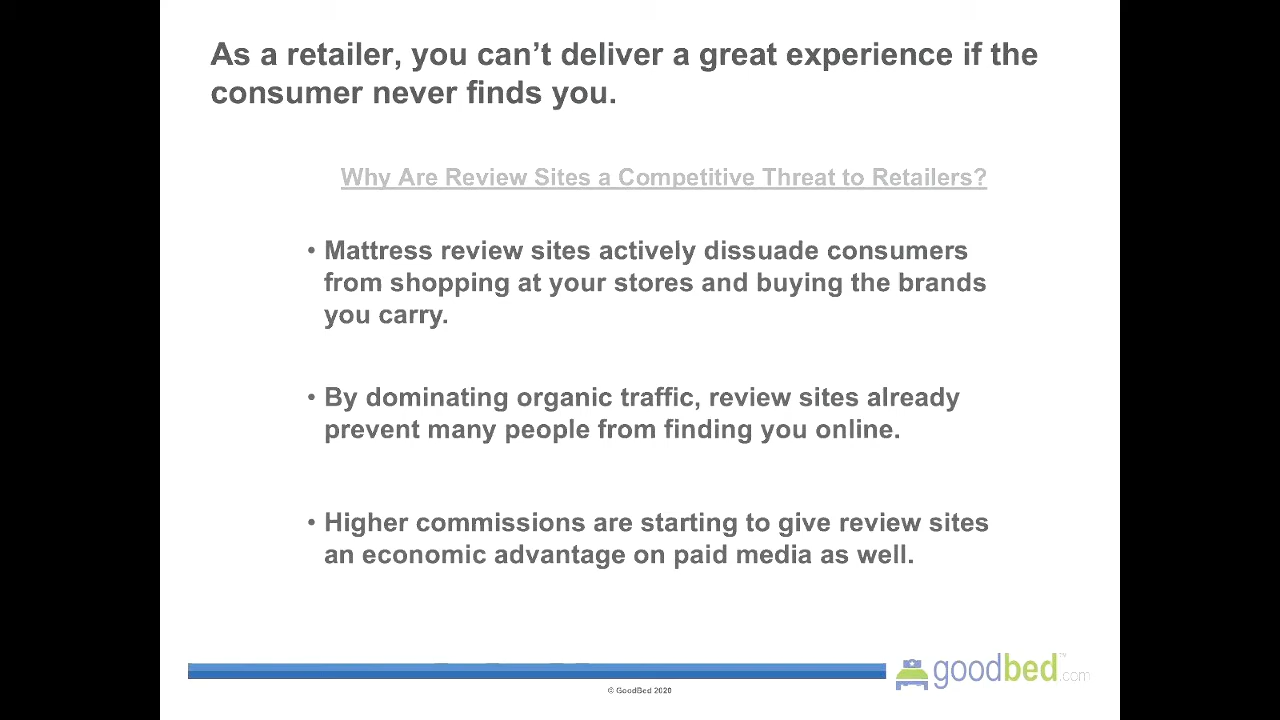 As a retailer, you can’t deliver a great experience if the
consumer never finds you.
Why Are Review Sites a Competitive Threat to Retailers?
• Mattress review sites actively dissuade consumers
from shopping at your stores and buying the brands
you carry.
• By dominating organic traffic, review sites already
prevent many people from finding you online.
• Higher commissions are starting to give review sites
an economic advantage on paid media as well.
goodbed.com™
© GoodBed 2020